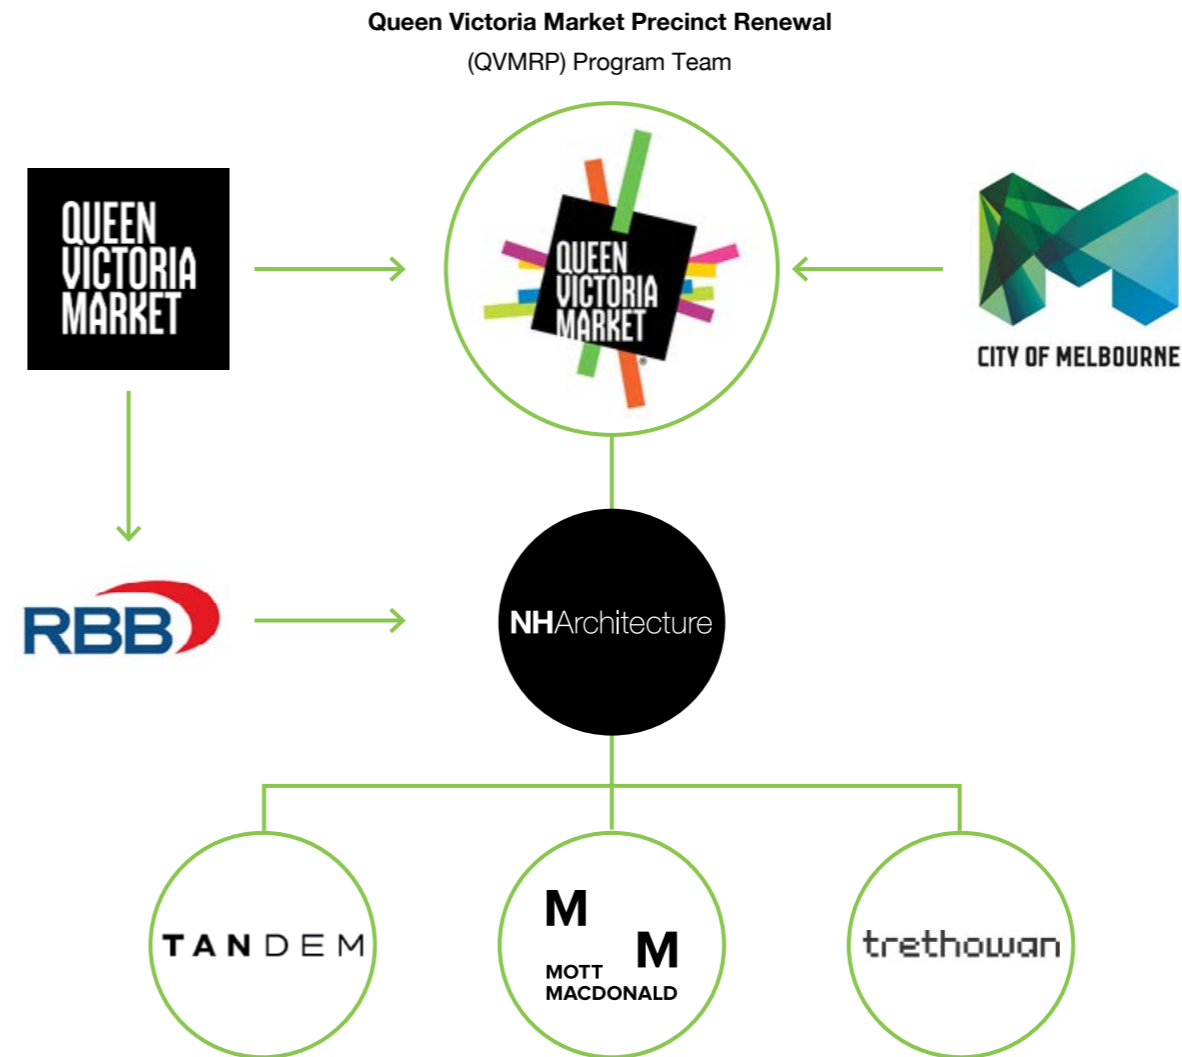 Queen Victoria Market Precinct Renewal
(QVMRP) Program Team
QUEEN
VICTORIA
MARKET
QUEEN
VICTORIA
MARKET
®
CITY OF MELBOURNE
RBB
NHArchitecture
TANDEM
M
M
MOTT
MACDONALD
trethowan